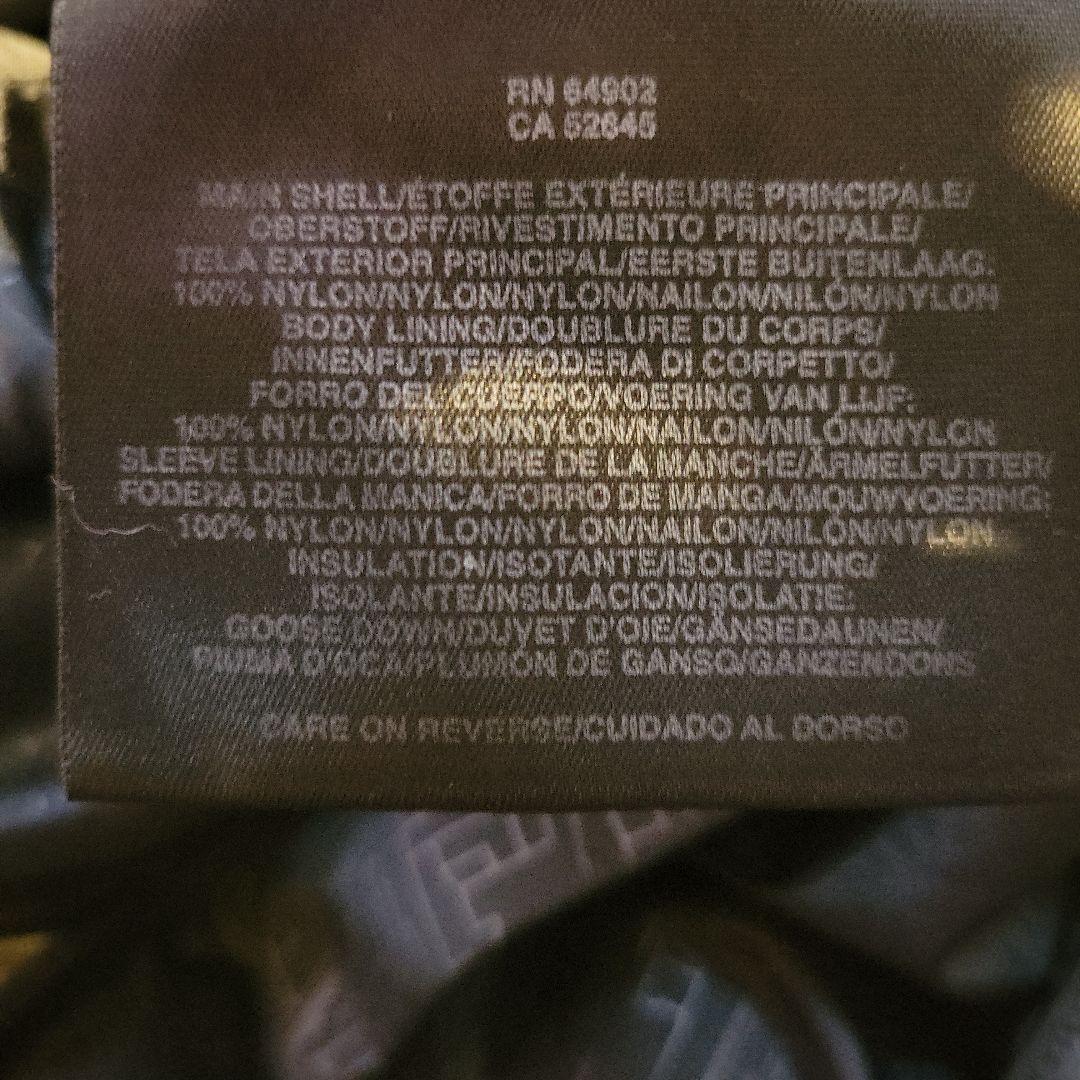 RN 64902
CA 52645
MAIN SHELL/ÉTOFFE EXTÉRIEURE PRINCIPALE/
OBERSTOFF/RIVESTIMENTO PRINCIPALE/
TELA EXTERIOR PRINCIPAL/EERSTE BUITENLAAG:
100% NYLON/NYLON/NYLON/NAILON/NILÓN/NYLON
BODY LINING/DOUBLURE DU CORPS/
INNENFUTTER/FODERA DI CORPETTO/
FORRO DEL CUERPO/VOERING VAN LIJF:
100% NYLON/NYLON/NYLON/NAILON/NILÓN/NYLON
SLEEVE LINING/DOUBLURE DE LA MANCHE/ÄRMELFUTTER/
FODERA DELLA MANICA/FORRO DE MANGA/MOUWVOERING:
100% NYLON/NYLON/NYLON/NAILON/NILÓN/NYLON
INSULATION/ISOTANTE/ISOLIERUNG/
ISOLANTE/INSULACION/ISOLATIE:
GOOSE DOWN/DUVET D'OIE/GÄNSEDAUNEN/
PIUMA D'OCA/PLUMÓN DE GANSO/GANZENDONS
CARE ON REVERSE/CUIDADO AL DORSO